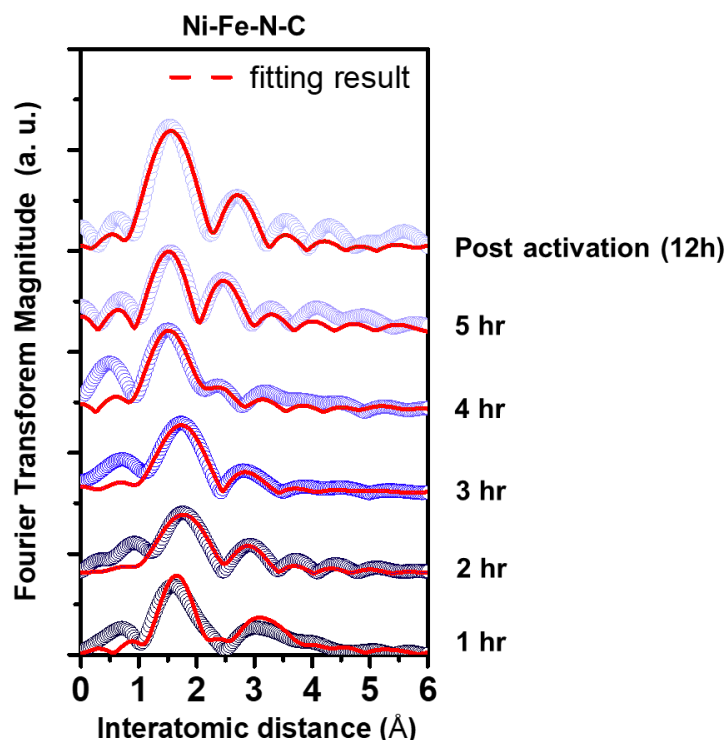 Ni-Fe-N-C
fitting result
Fourier Transforem Magnitude (a. u.)
Post activation (12h)
5 hr
4 hr
3 hr
2 hr
1 hr
0 1 2 3 4 5 6
Interatomic distance (Å)